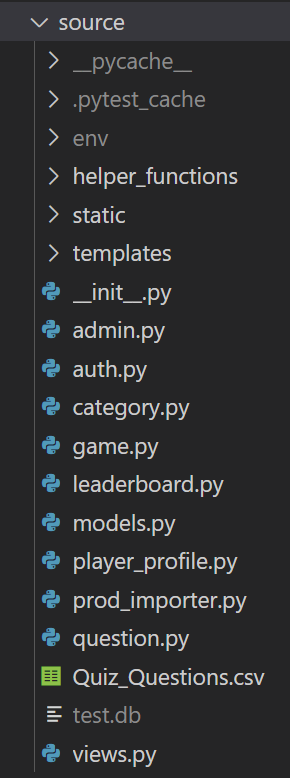 source
__pycache__
.pytest_cache
env
helper_functions
static
templates
__init__.py
admin.py
auth.py
category.py
game.py
leaderboard.py
models.py
player_profile.py
prod_importer.py
question.py
Quiz_Questions.csv
test.db
views.py